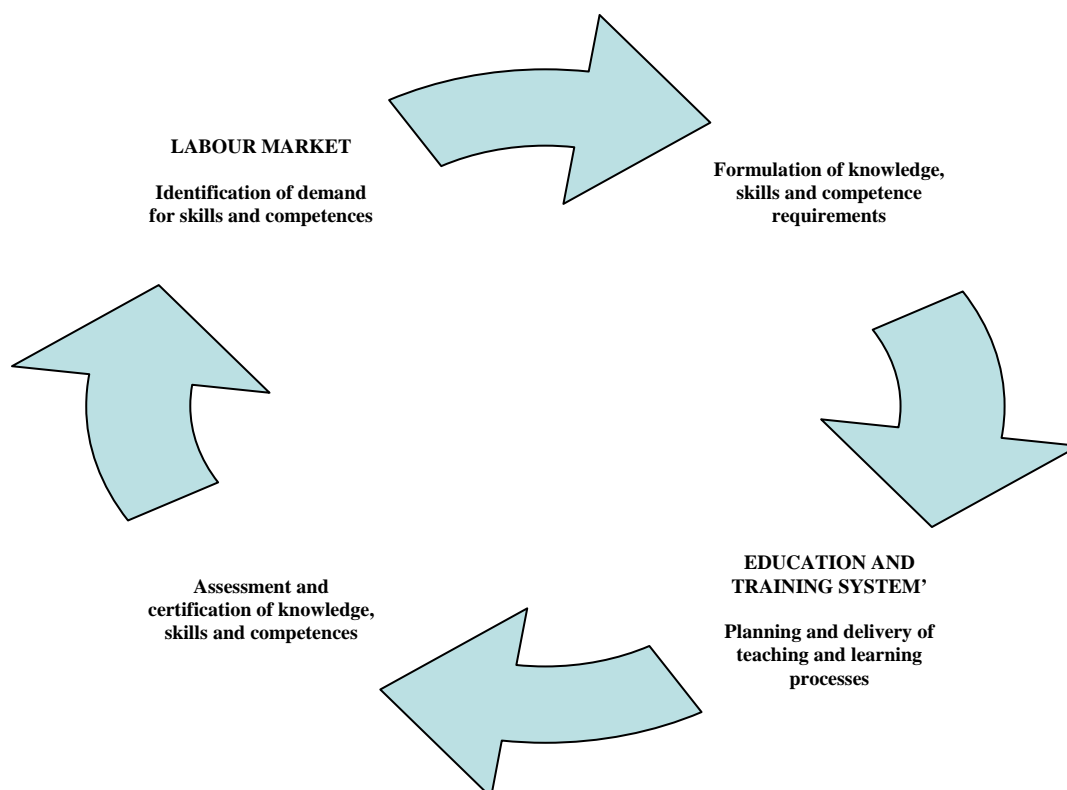 LABOUR MARKET
Identification of demand
for skills and competences
Formulation of knowledge,
skills and competence
requirements
EDUCATION AND
TRAINING SYSTEM’
Planning and delivery of
teaching and learning
processes
Assessment and
certification of knowledge,
skills and competences